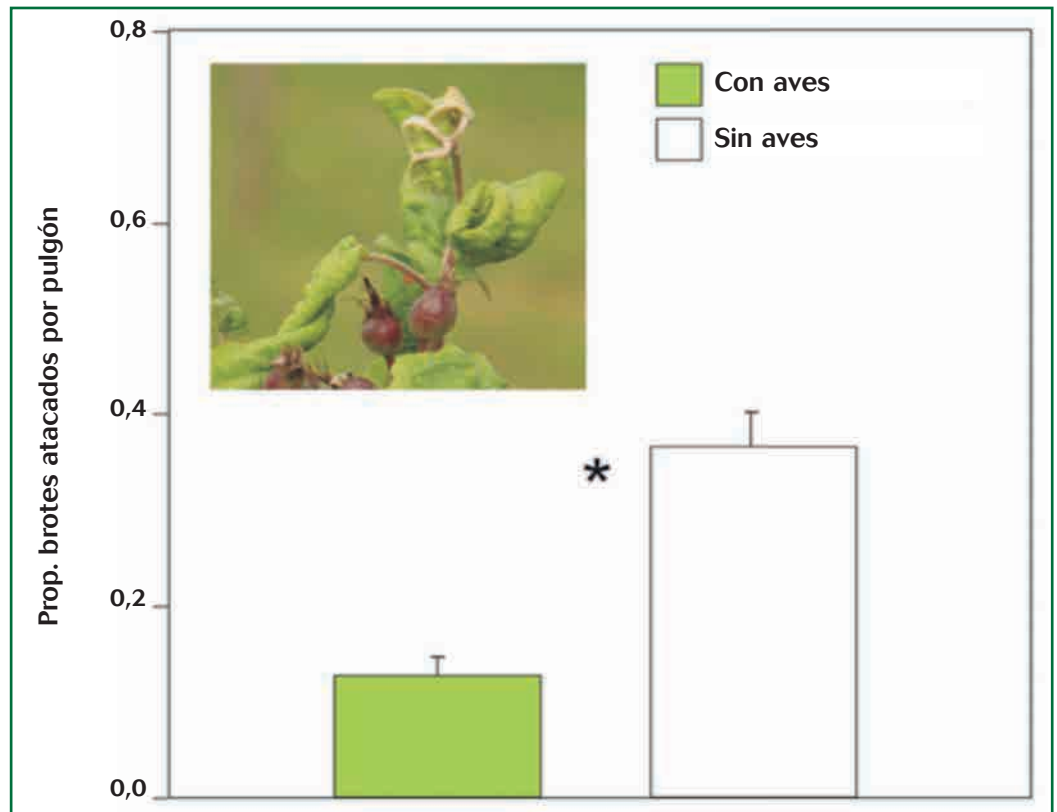 0,8
Con aves
Sin aves
0,6
0,4
*
0,2
0,0
Prop. brotes atacados por pulgón